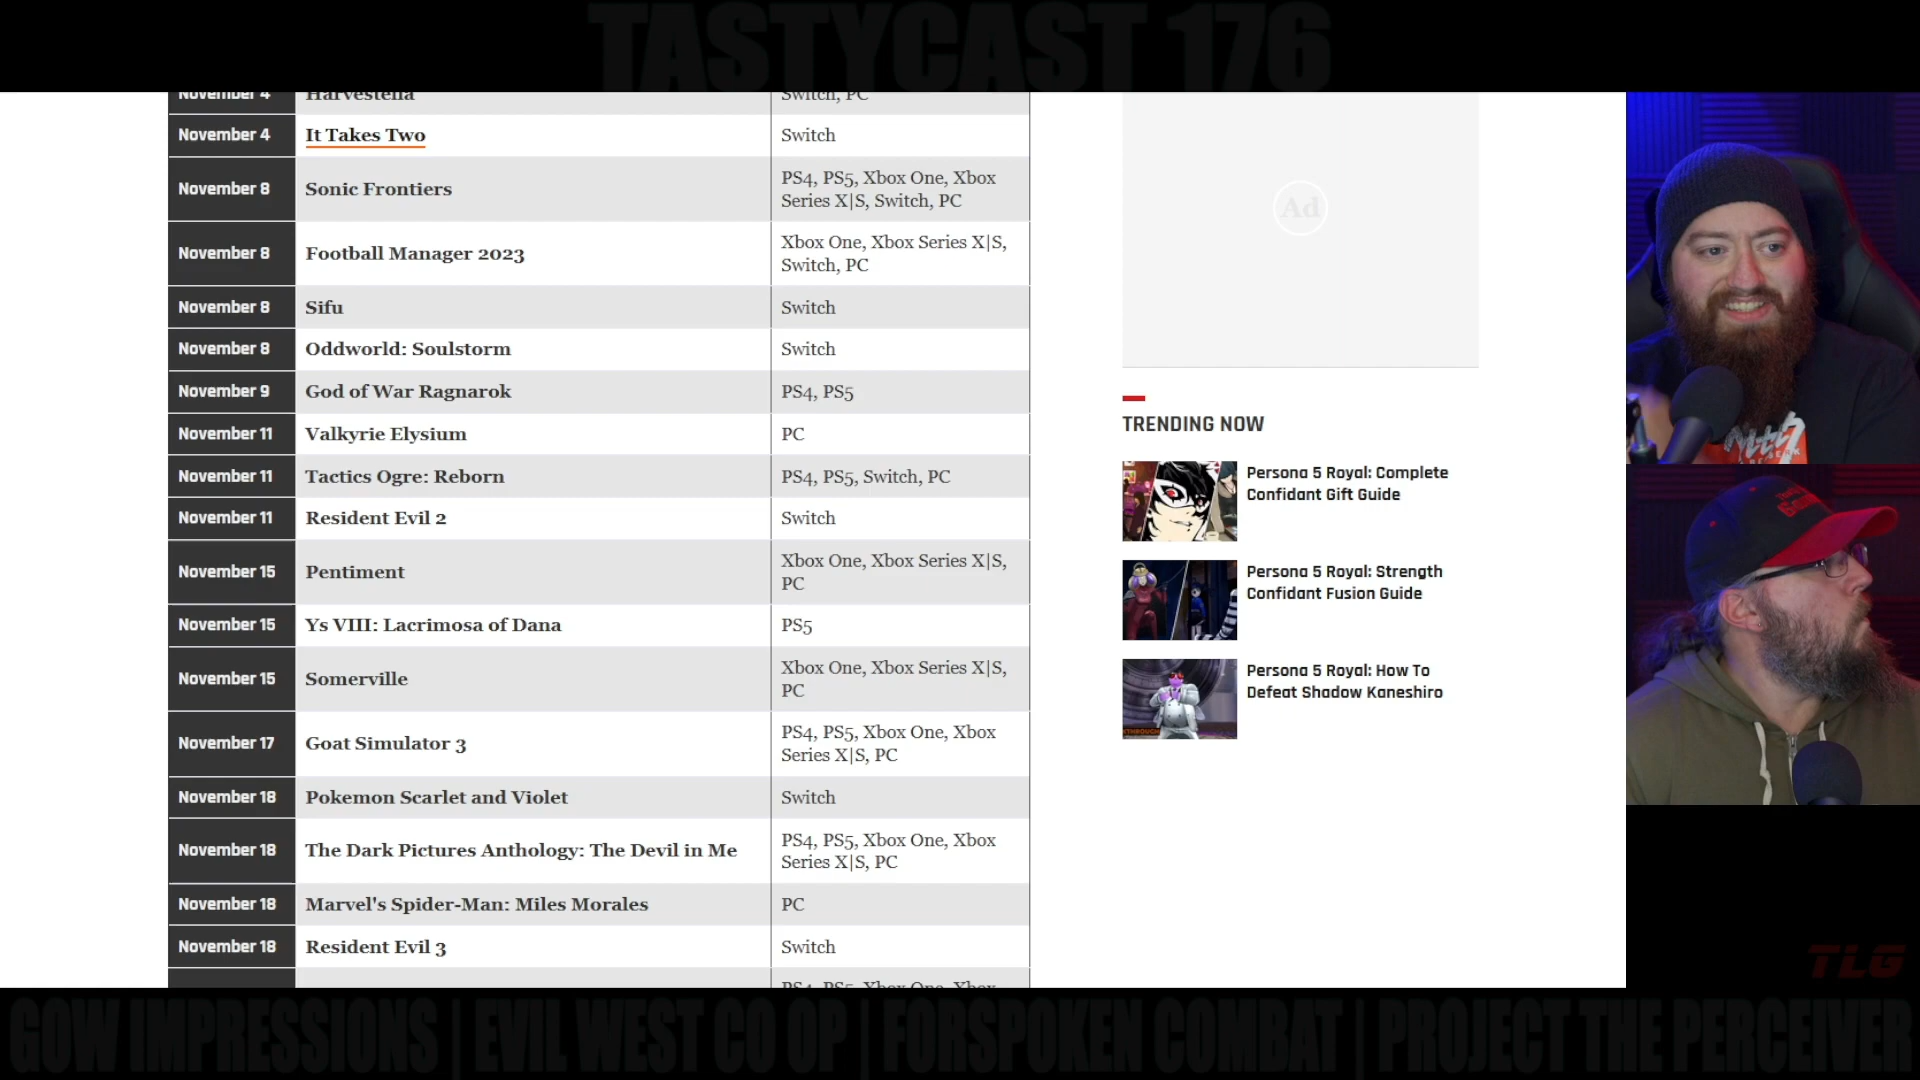 TASTYCAST 176
November 4 Harvestella Switch, PC
November 4 It Takes Two Switch
November 8 Sonic Frontiers PS4, PS5, Xbox One, Xbox
Series X|S, Switch, PC
November 8 Football Manager 2023 Xbox One, Xbox Series X|S,
Switch, PC
November 8 Sifu Switch
November 8 Oddworld: Soulstorm Switch
November 9 God of War Ragnarok PS4, PS5
November 11 Valkyrie Elysium PC
November 11 Tactics Ogre: Reborn PS4, PS5, Switch, PC
November 11 Resident Evil 2 Switch
November 15 Pentiment Xbox One, Xbox Series X|S,
PC
November 15 Ys VIII: Lacrimosa of Dana PS5
November 15 Somerville Xbox One, Xbox Series X|S,
PC
November 17 Goat Simulator 3 PS4, PS5, Xbox One, Xbox
Series X|S, PC
November 18 Pokemon Scarlet and Violet Switch
November 18 The Dark Pictures Anthology: The Devil in Me PS4, PS5, Xbox One, Xbox
Series X|S, PC
November 18 Marvel's Spider-Man: Miles Morales PC
November 18 Resident Evil 3 Switch
PS4, PS5, Xbox One, Xbox
Ad
TRENDING NOW
Persona 5 Royal: Complete
Confidant Gift Guide
Persona 5 Royal: Strength
Confidant Fusion Guide
Persona 5 Royal: How To
Defeat Shadow Kaneshiro
TLG
GOW IMPRESSIONS | EVIL WEST CO OP | FORSPOKEN COMBAT | PROJECT THE PERCEIVER